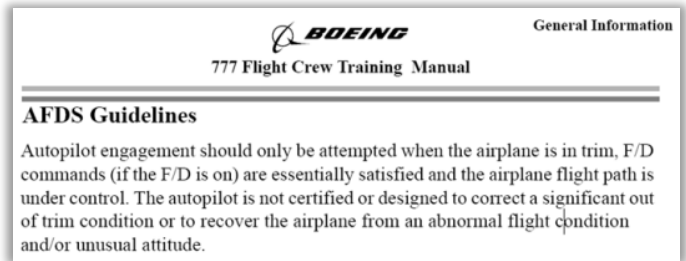 BOEING
General Information
777 Flight Crew Training Manual
AFDS Guidelines
Autopilot engagement should only be attempted when the airplane is in trim, F/D
commands (if the F/D is on) are essentially satisfied and the airplane flight path is
under control. The autopilot is not certified or designed to correct a significant out
of trim condition or to recover the airplane from an abnormal flight condition
and/or unusual attitude.